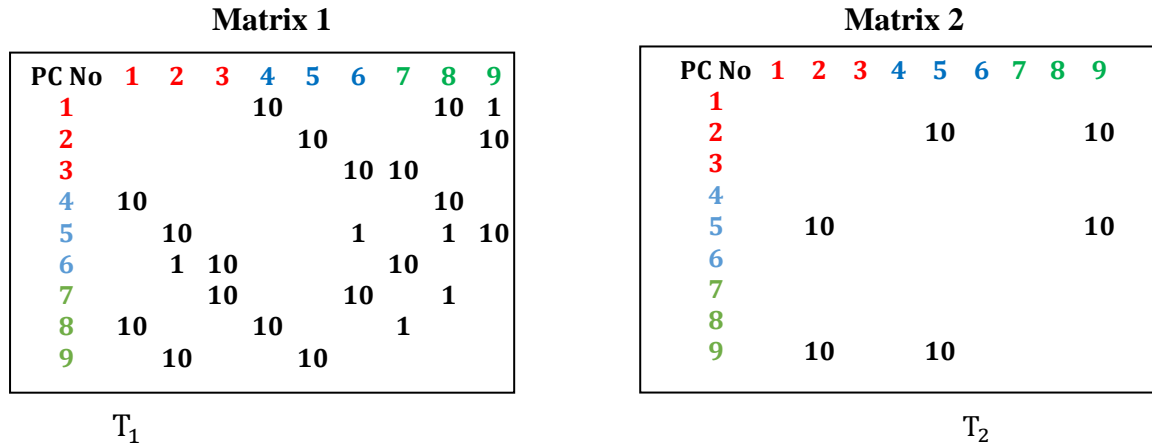 Matrix 1
PC No 1 2 3 4 5 6 7 8 9
1 10 10 1
2 10 10
3 10 10
4 10 10
5 10 1 1 10
6 1 10 10
7 10 10 1
8 10 10 1
9 10 10
T₁
Matrix 2
PC No 1 2 3 4 5 6 7 8 9
1
2 10 10
3
4
5 10 10
6
7
8
9 10 10
T₂